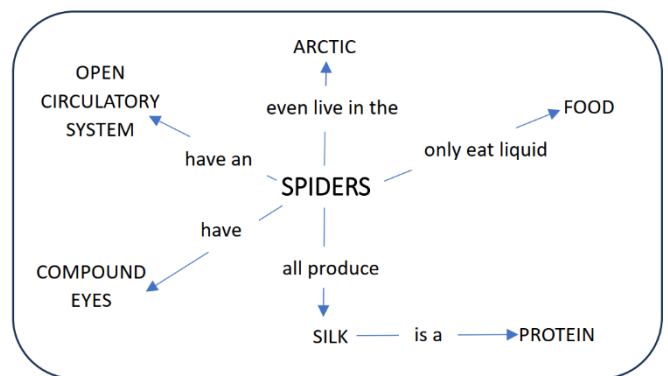 ARCTIC
OPEN
CIRCULATORY
SYSTEM
even live in the
FOOD
only eat liquid
have an
SPIDERS
have
COMPOUND
EYES
all produce
SILK is a PROTEIN